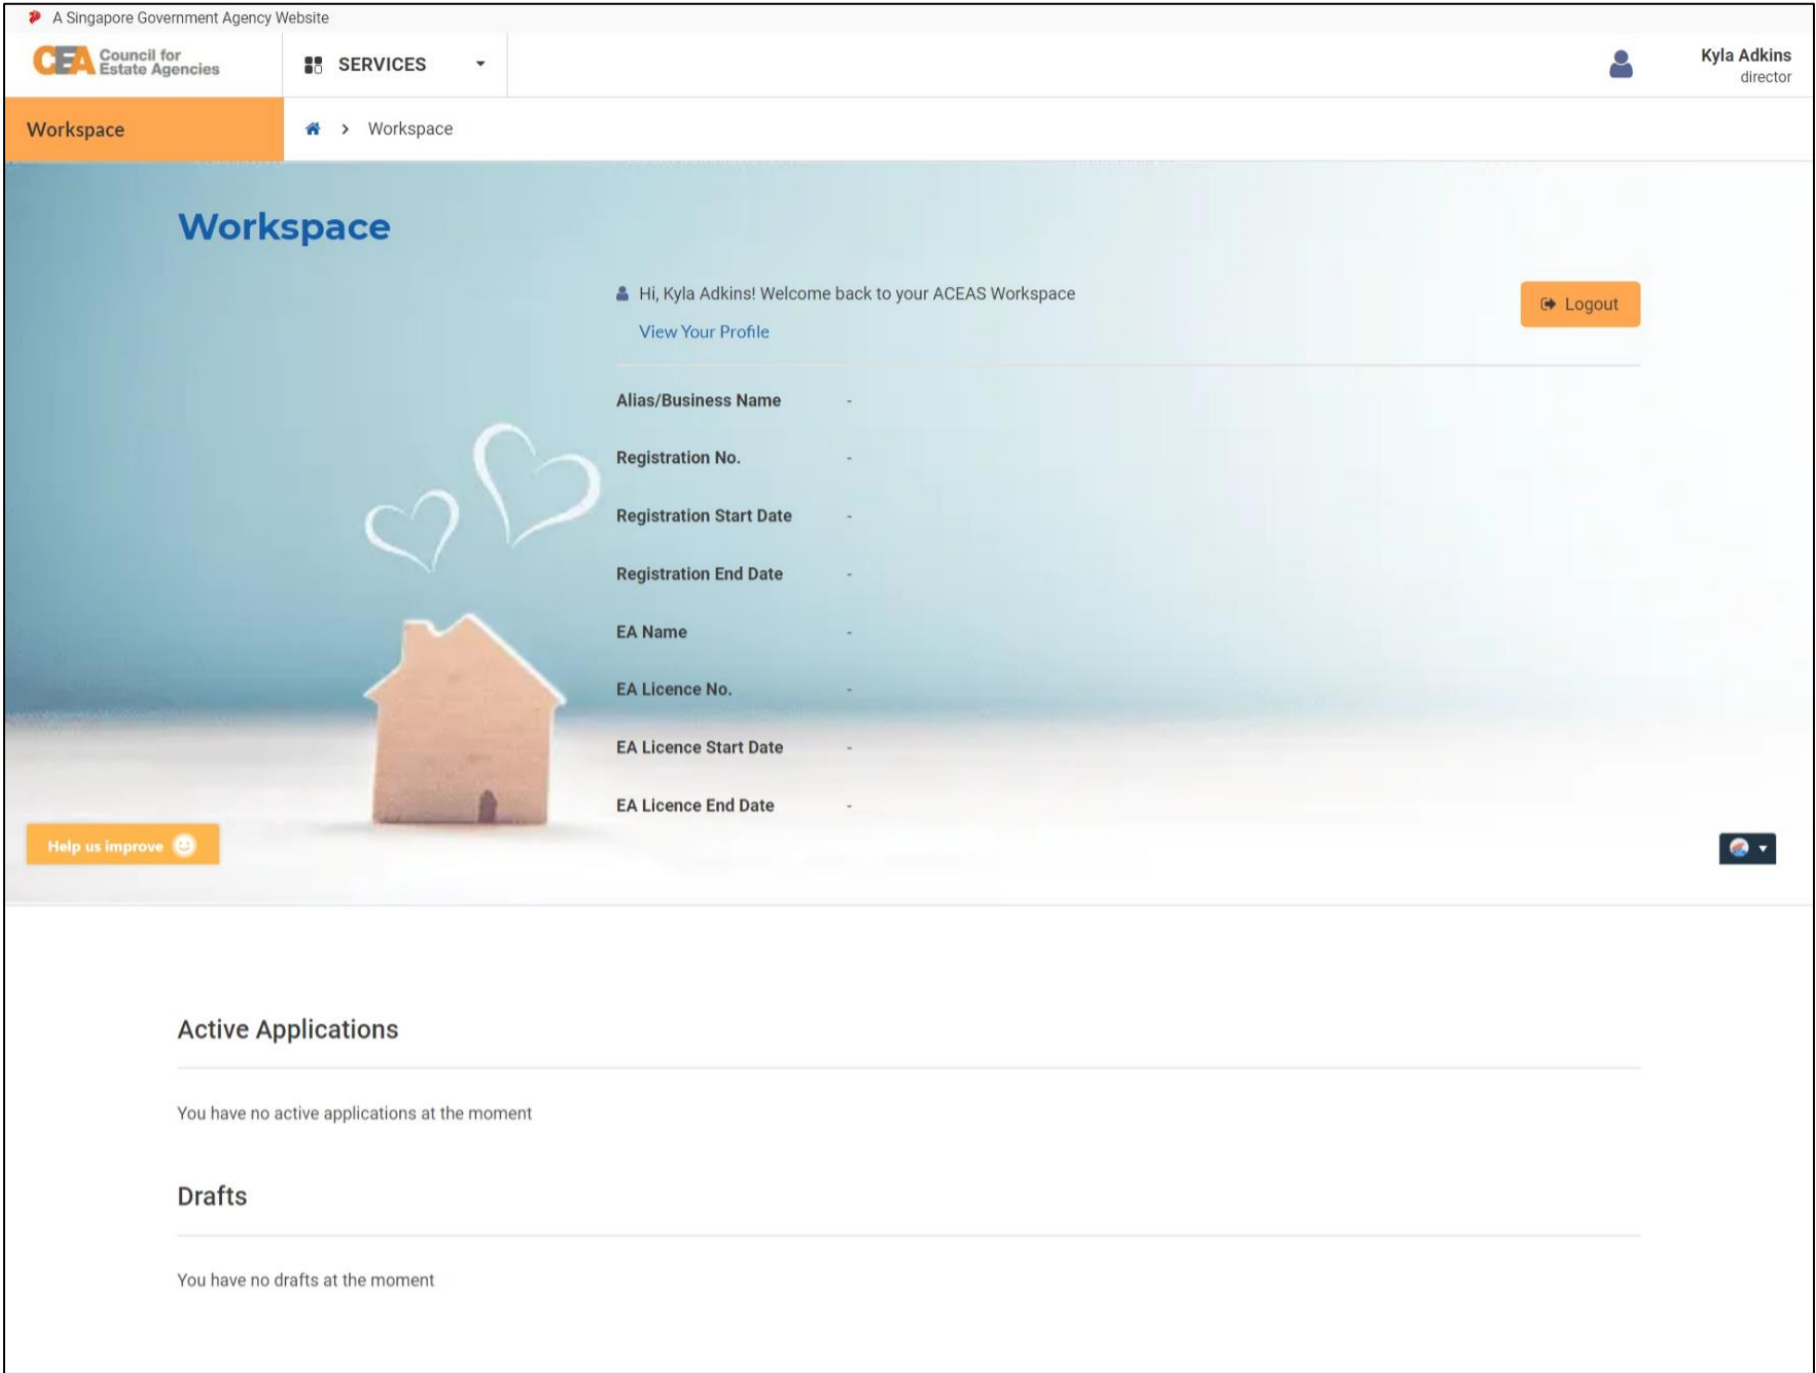 A Singapore Government Agency Website
CEA Council for
Estate Agencies
SERVICES
Kyla Adkins
director
Workspace
> Workspace
Workspace
Hi, Kyla Adkins! Welcome back to your ACEAS Workspace
Logout
View Your Profile
Alias/Business Name -
Registration No. -
Registration Start Date -
Registration End Date -
EA Name -
EA Licence No. -
EA Licence Start Date -
EA Licence End Date -
Help us improve
Active Applications
You have no active applications at the moment
Drafts
You have no drafts at the moment